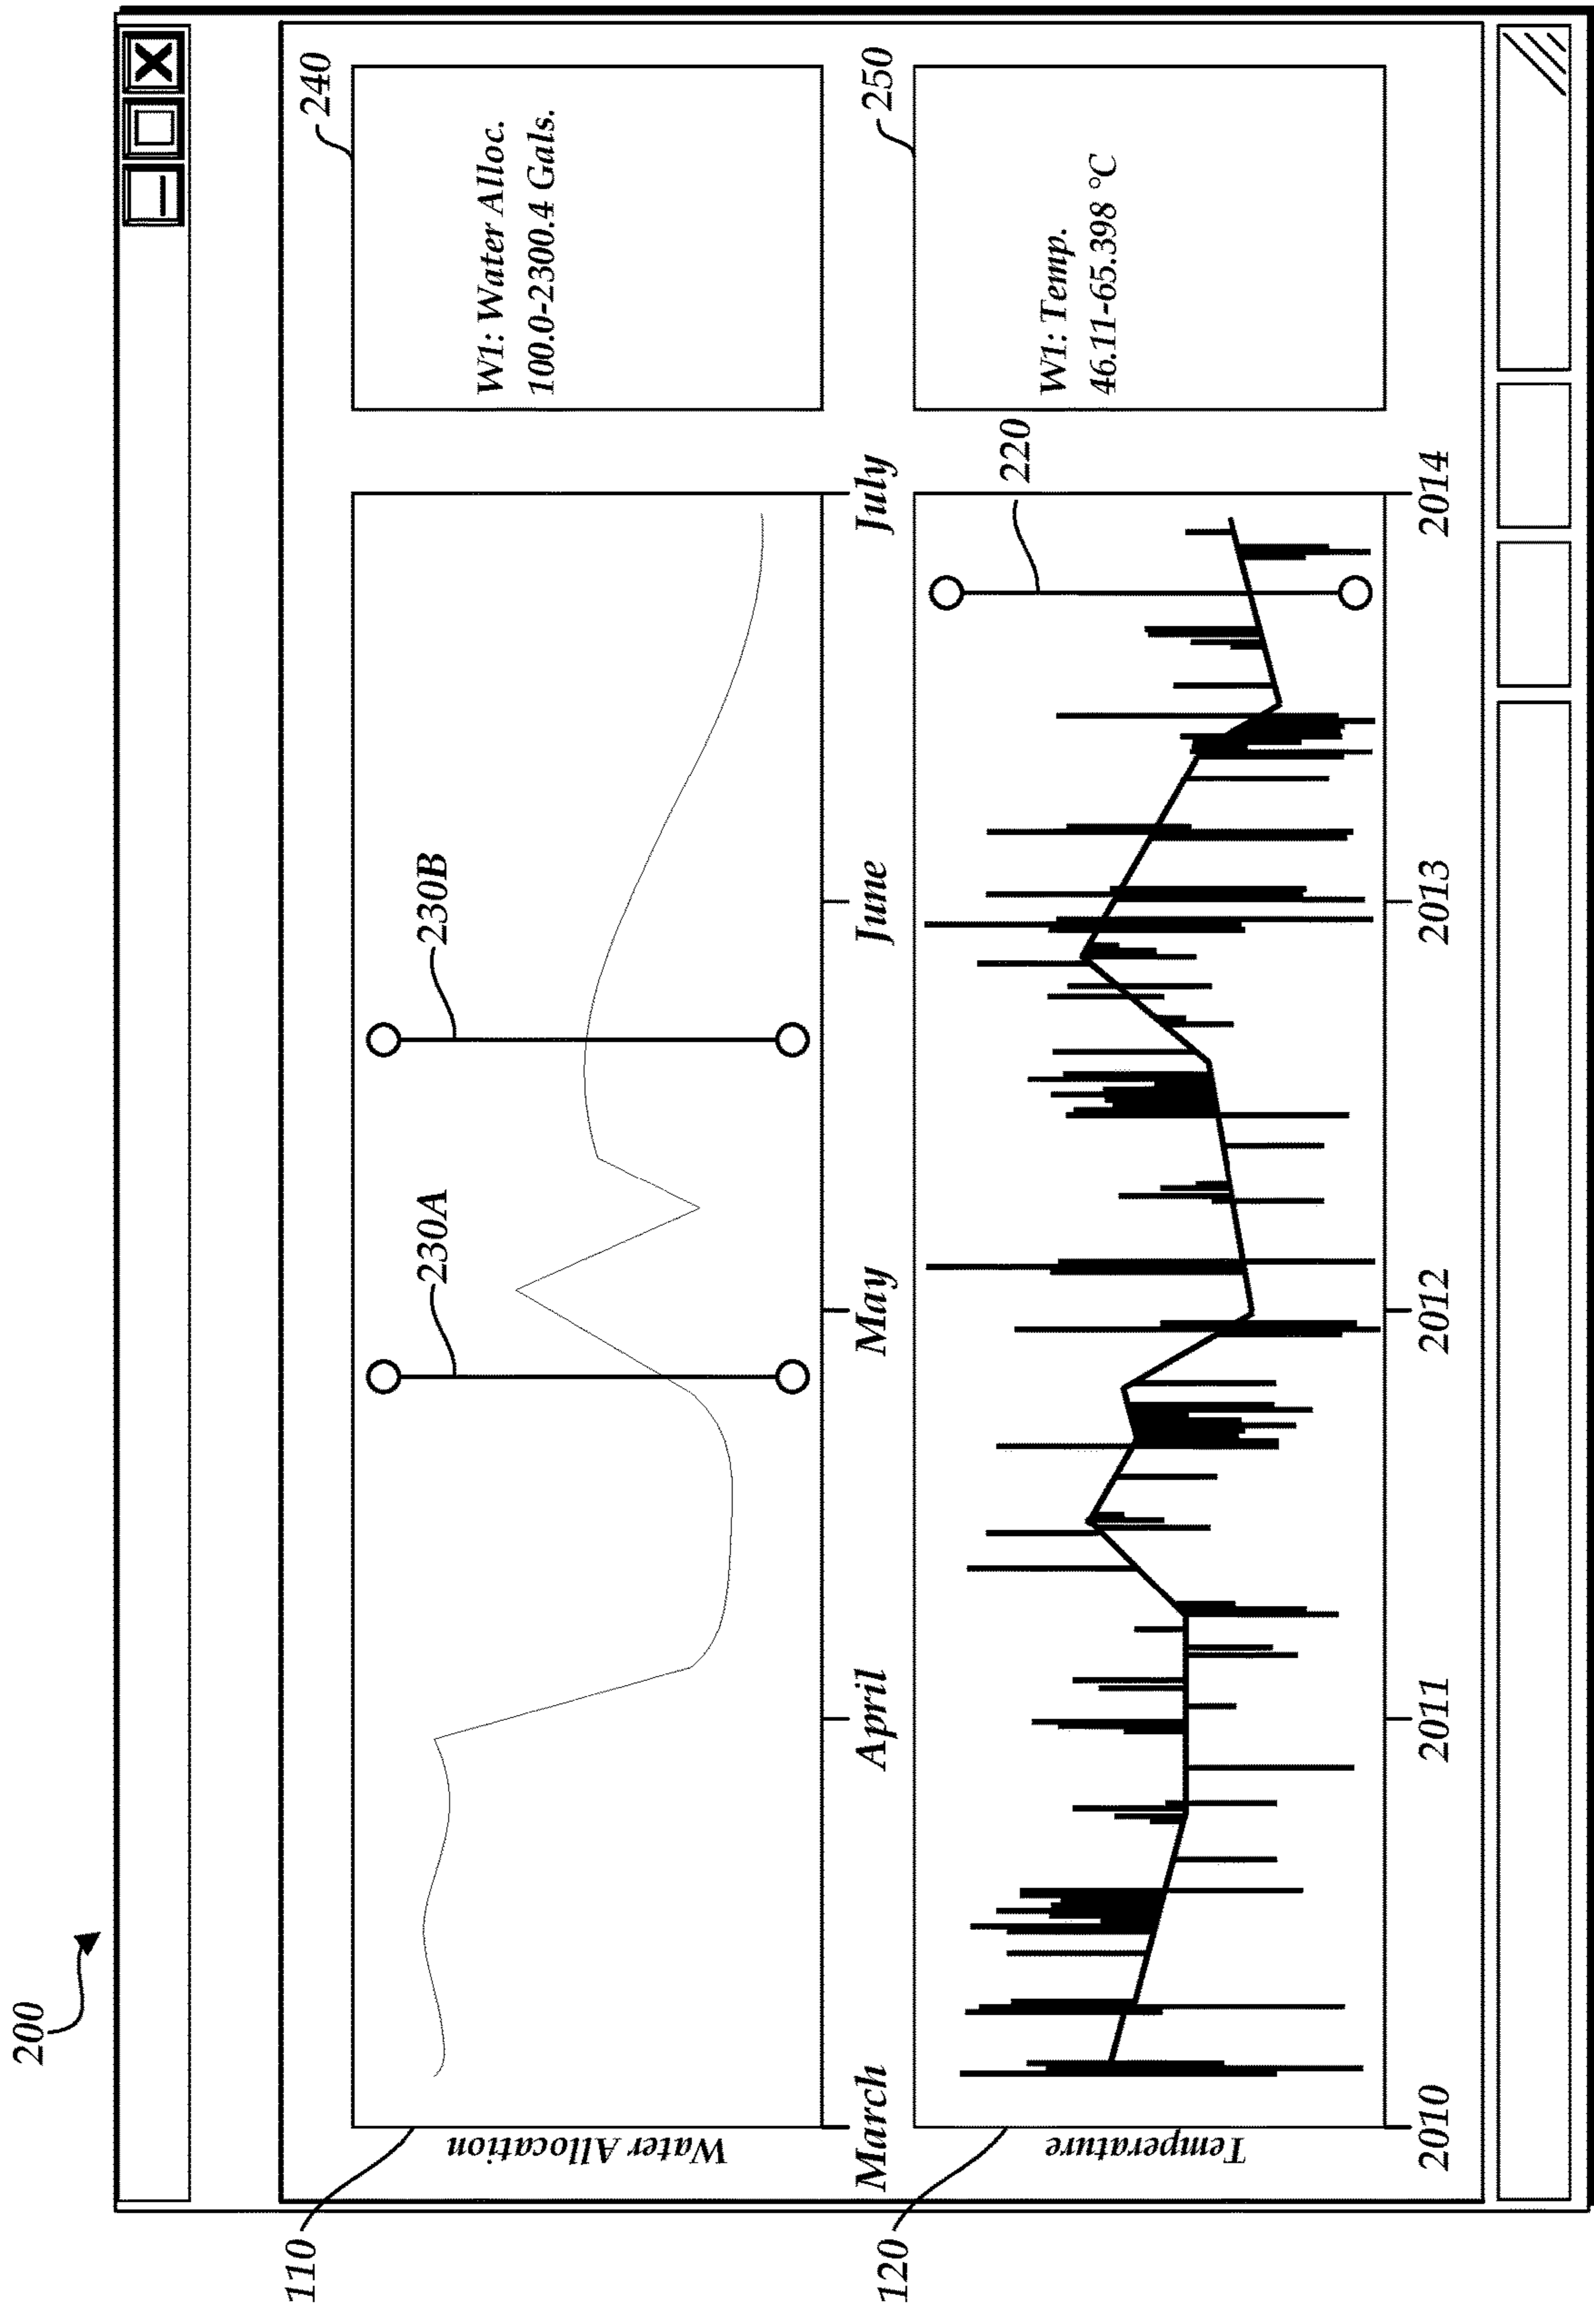 200
110
Water Allocation
240
W1: Water Alloc.
100.0-2300.4 Gals.
230A
230B
March
April
May
June
July
120
Temperature
220
250
W1: Temp.
46.11-65.398 °C
2010
2011
2012
2013
2014